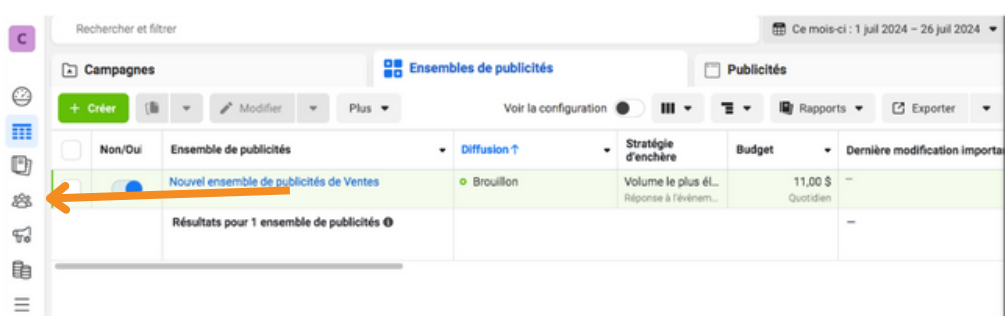 C
Rechercher et filtrer
Ce mois-ci : 1 juil 2024 – 26 juil 2024
Campagnes
Ensembles de publicités
Publicités
+ Créer
Modifier
Plus
Voir la configuration
Rapports
Exporter
Non/Oui
Ensemble de publicités
Diffusion ↑
Stratégie
d'enchère
Budget
Dernière modification importa
Nouvel ensemble de publicités de Ventes
Brouillon
Volume le plus él...
Réponse à l'évènem...
11,00 $
Quotidien
–
Résultats pour 1 ensemble de publicités
–